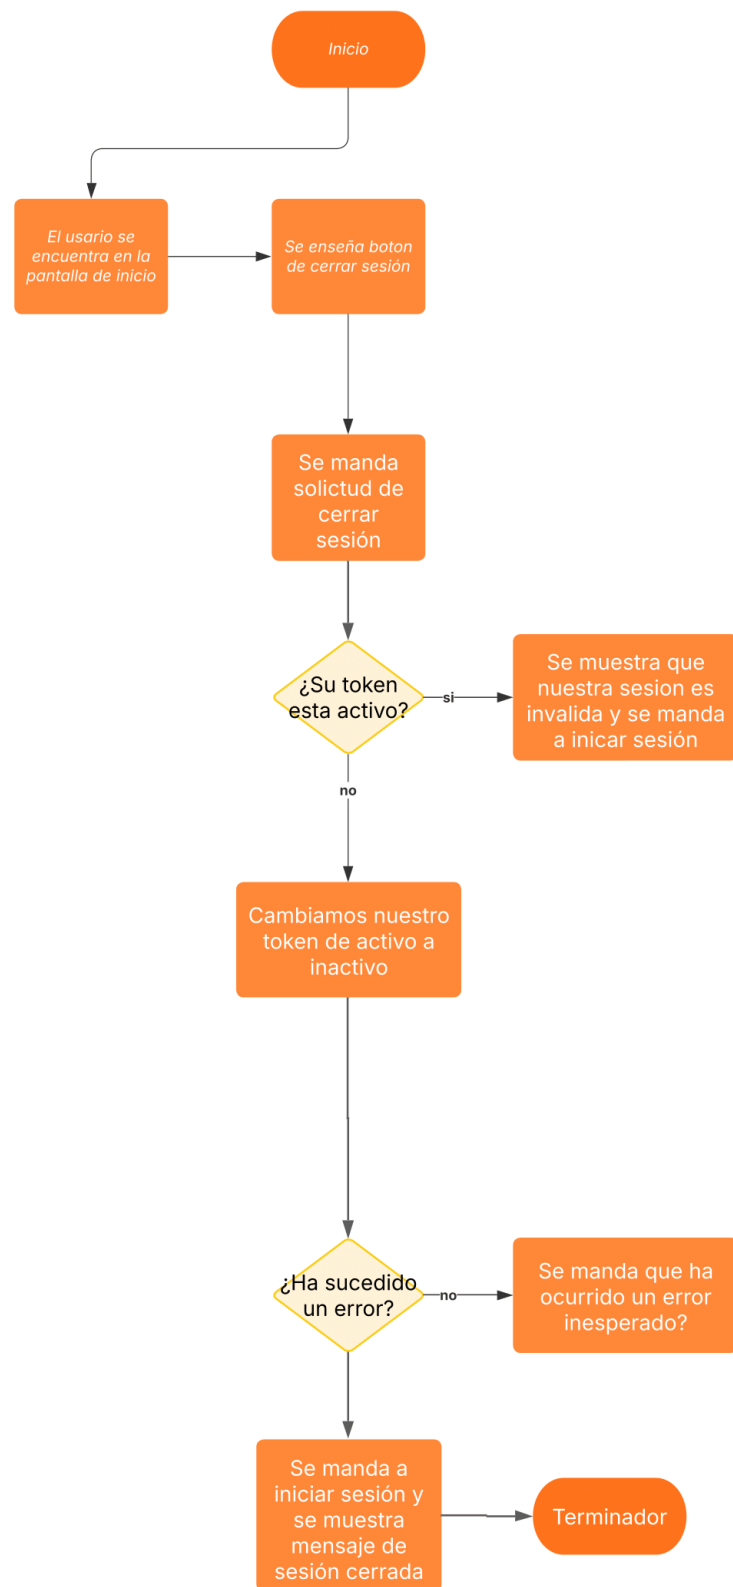 Inicio
El usario se
encuentra en la
pantalla de inicio
Se enseña boton
de cerrar sesión
Se manda
solictud de
cerrar
sesión
¿Su token
esta activo?
si
Se muestra que
nuestra sesion es
invalida y se manda
a inicar sesión
no
Cambiamos nuestro
token de activo a
inactivo
¿Ha sucedido
un error?
no
Se manda que ha
ocurrido un error
inesperado?
Se manda a
iniciar sesión y
se muestra
mensaje de
sesión cerrada
Terminador